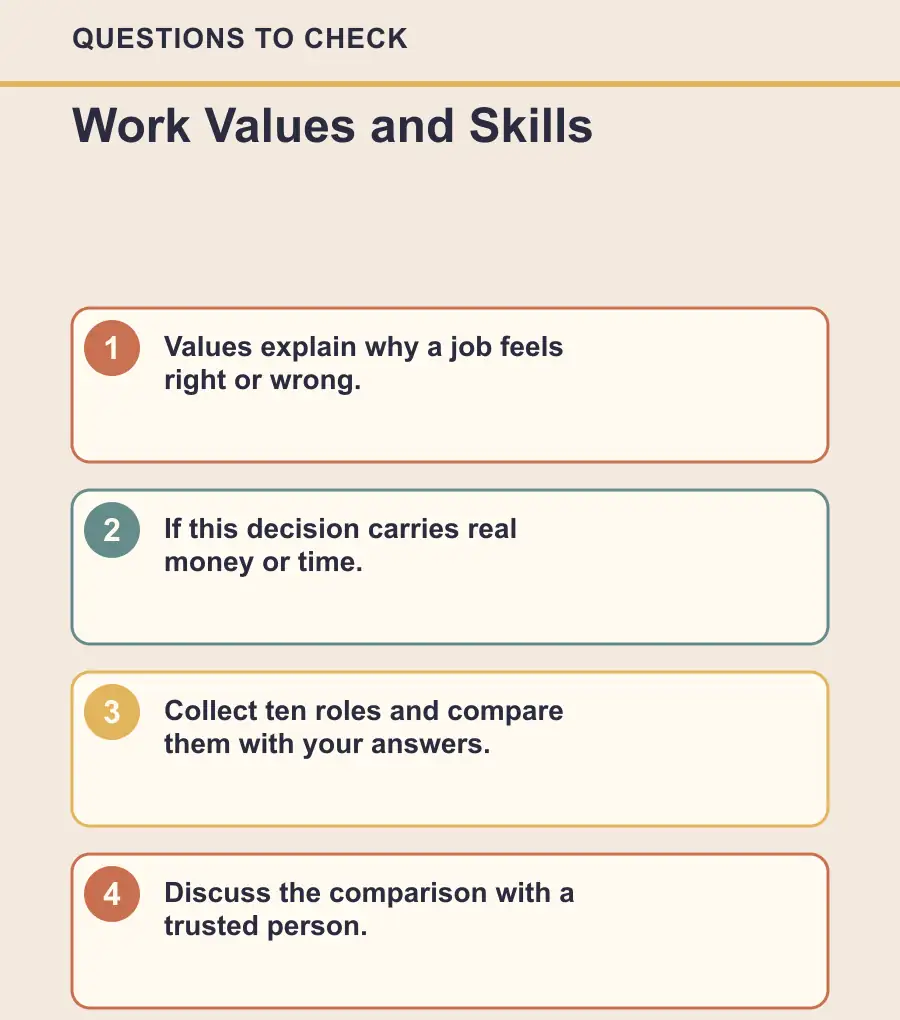 QUESTIONS TO CHECK
Work Values and Skills
1
Values explain why a job feels
right or wrong.
2
If this decision carries real
money or time.
3
Collect ten roles and compare
them with your answers.
4
Discuss the comparison with a
trusted person.